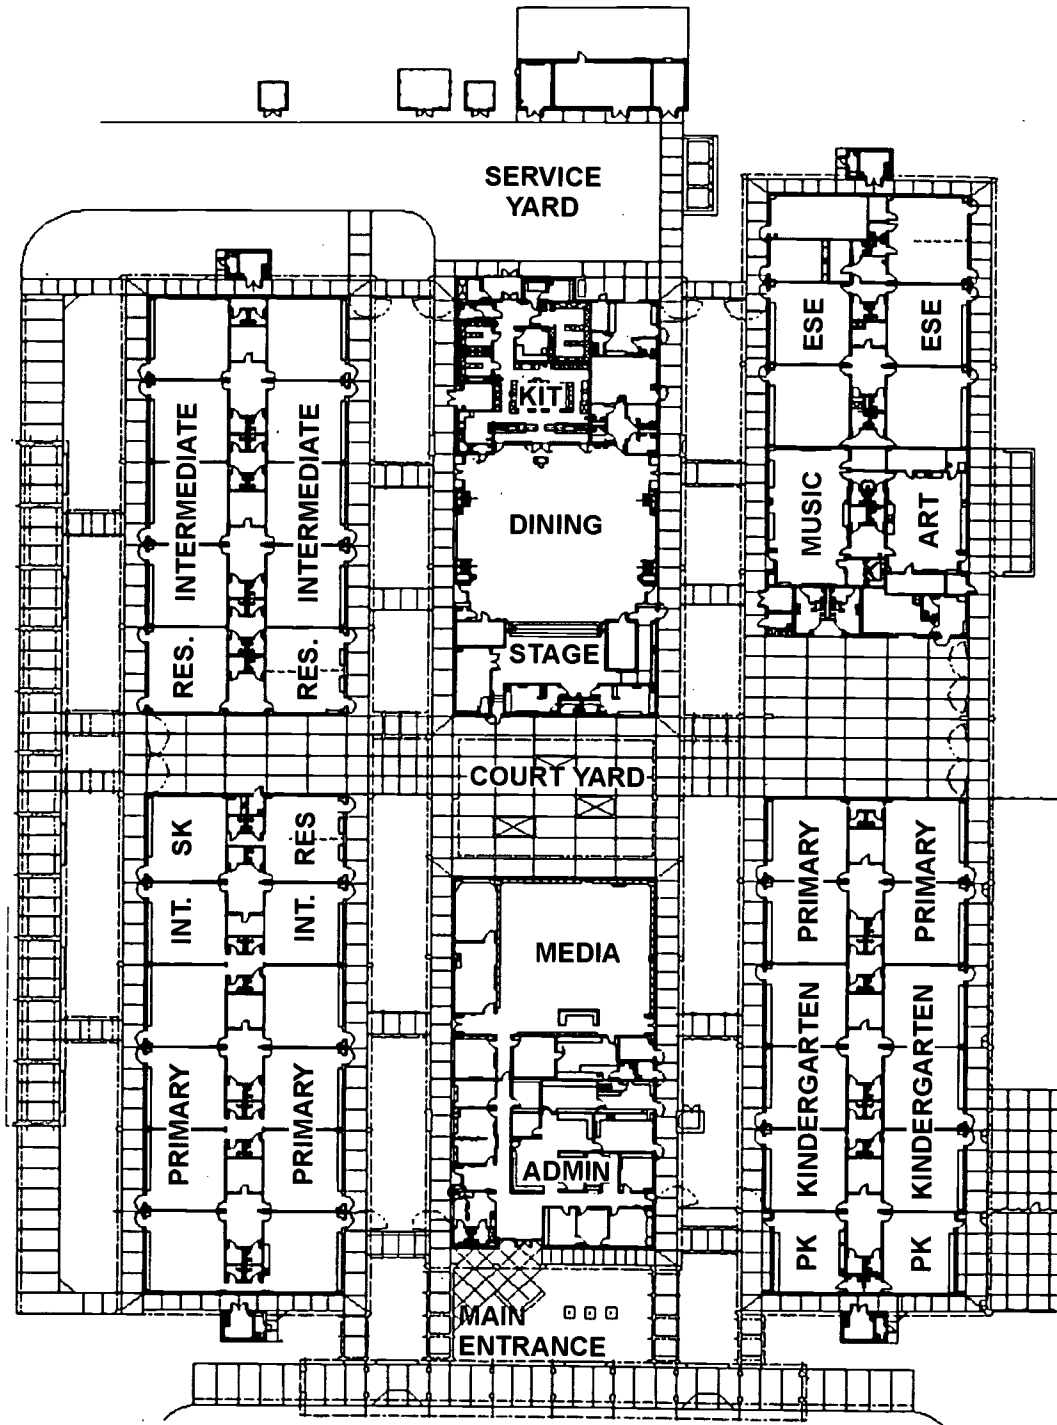 SERVICE
YARD
ESE
ESE
KIT
INTERMEDIATE
INTERMEDIATE
DINING
MUSIC
ART
K
RES.
RES.
STAGE
COURT YARD
SK
RES
PRIMARY
PRIMARY
INT.
INT.
MEDIA
KINDERGARTEN
KINDERGARTEN
PRIMARY
PRIMARY
ADMIN
PK
PK
MAIN
ENTRANCE